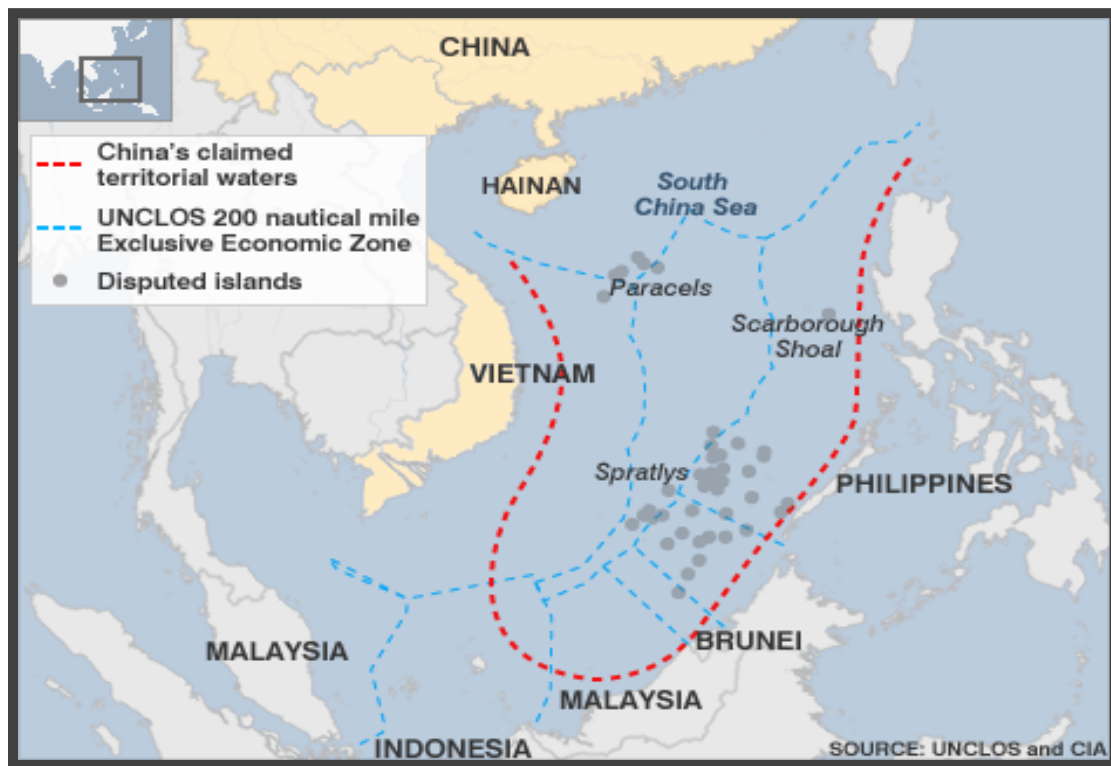 CHINA
China's claimed
territorial waters
UNCLOS 200 nautical mile
Exclusive Economic Zone
Disputed islands
HAINAN
South
China Sea
Paracels
Scarborough
Shoal
VIETNAM
Spratlys
PHILIPPINES
MALAYSIA
BRUNEI
MALAYSIA
INDONESIA
SOURCE: UNCLOS and CIA